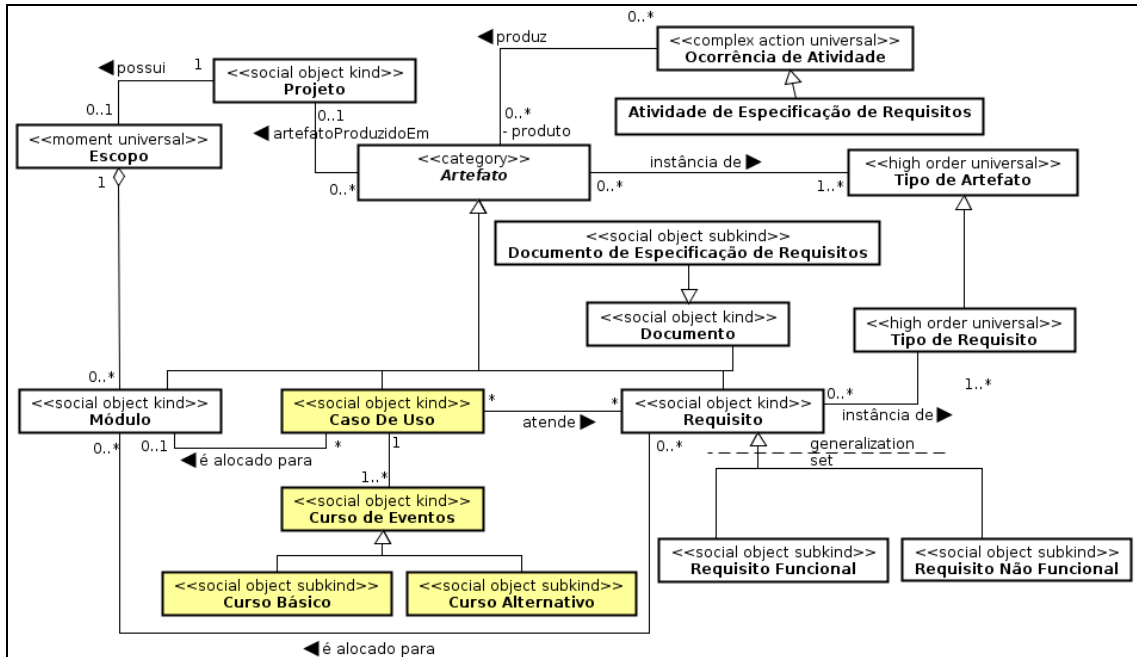 0..*
◀produz
<<complex action universal>>
Ocorrência de Atividade
◀possui
1
<<social object kind>>
Projeto
0..1
0..1
Atividade de Especificação de Requisitos
<<moment universal>>
Escopo
◀artefatoProduzidoEm
0..*
- produto
<<category>>
Artefato
instância de ▶
<<high order universal>>
Tipo de Artefato
1
0..*
0..*
1..*
<<social object subkind>>
Documento de Especificação de Requisitos
<<social object kind>>
Documento
<<high order universal>>
Tipo de Requisito
0..*
<<social object kind>>
Módulo
<<social object kind>>
Caso De Uso
*
atende ▶
*
<<social object kind>>
Requisito
0..*
instância de ▶
1..*
0..*
0..1
*
◀é alocado para
1
1..*
0..*
generalization
set
<<social object kind>>
Curso de Eventos
<<social object subkind>>
Requisito Funcional
<<social object subkind>>
Requisito Não Funcional
<<social object subkind>>
Curso Básico
<<social object subkind>>
Curso Alternativo
◀é alocado para